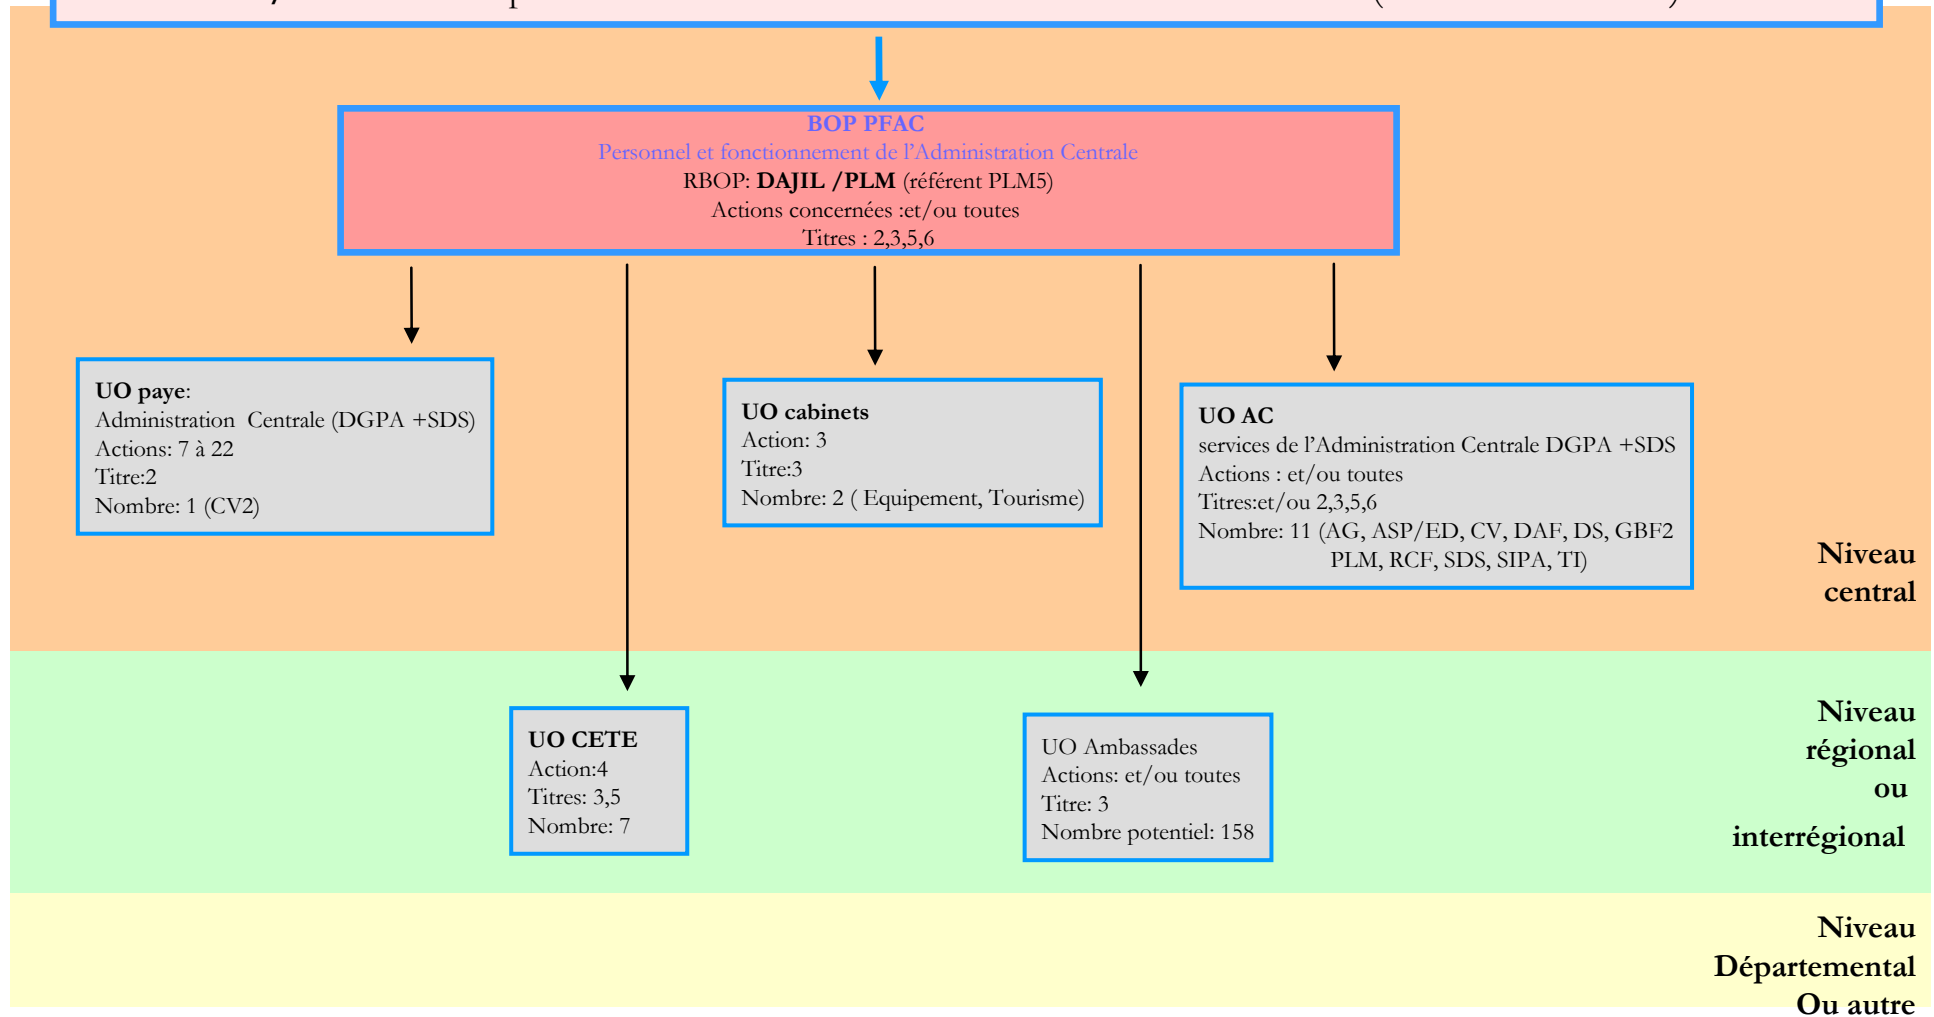 BOP PFAC
Personnel et fonctionnement de l'Administration Centrale
RBOP: DAJIL /PLM (référent PLM5)
Actions concernées :et/ou toutes
Titres : 2,3,5,6
UO paye:
Administration  Centrale (DGPA +SDS)
Actions: 7 à 22
Titre:2
Nombre: 1 (CV2)
UO cabinets
Action: 3
Titre:3
Nombre: 2 ( Equipement, Tourisme)
UO AC
services de l'Administration Centrale DGPA +SDS
Actions : et/ou toutes
Titres:et/ou 2,3,5,6
Nombre: 11 (AG, ASP/ED, CV, DAF, DS, GBF2
PLM, RCF, SDS, SIPA, TI)
Niveau
central
UO CETE
Action:4
Titres: 3,5
Nombre: 7
UO Ambassades
Actions: et/ou toutes
Titre: 3
Nombre potentiel: 158
Niveau
régional
ou
interrégional
Niveau
Départemental
Ou autre